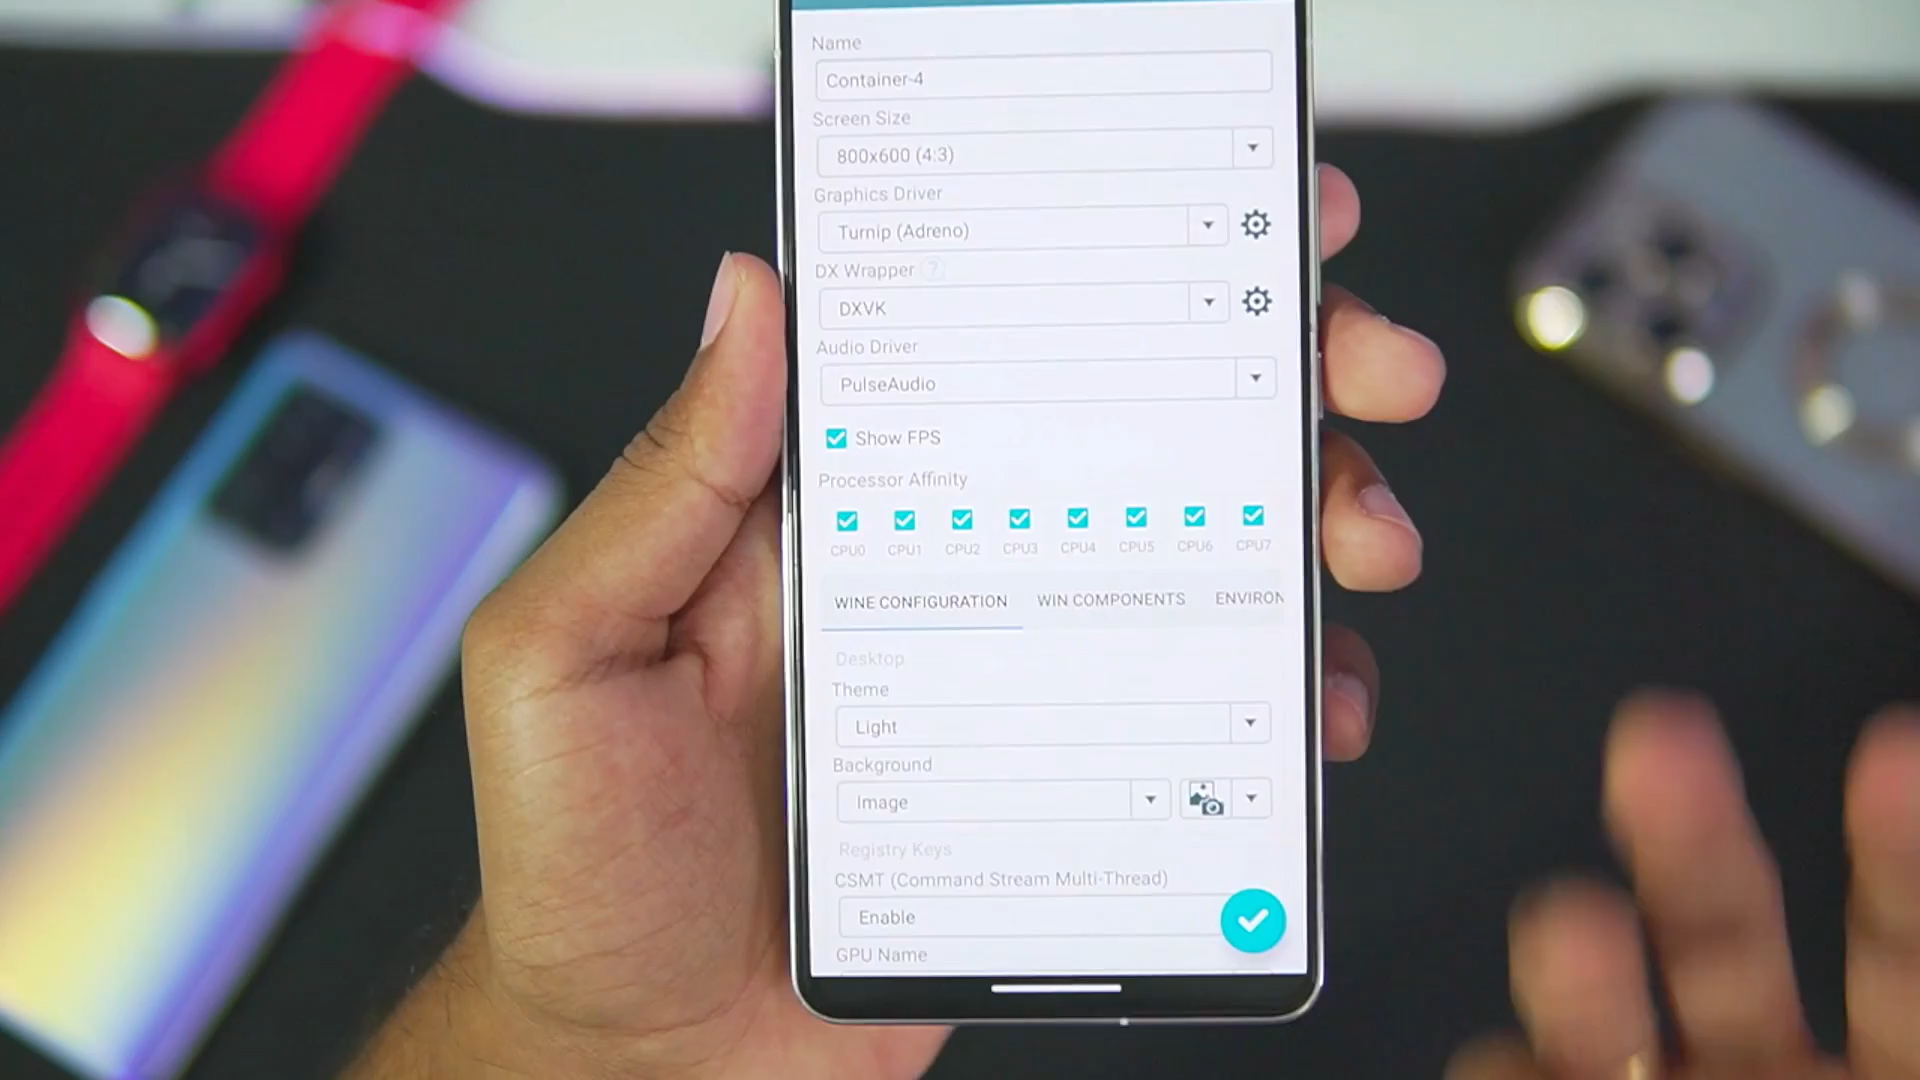 Name
Container-4
Screen Size
800x600 (4:3)
Graphics Driver
Turnip (Adreno)
DX Wrapper ?
DXVK
Audio Driver
PulseAudio
Show FPS
Processor Affinity
CPU0 CPU1 CPU2 CPU3 CPU4 CPU5 CPU6 CPU7
WINE CONFIGURATION WIN COMPONENTS ENVIRON
Desktop
Theme
Light
Background
Image
Registry Keys
CSMT (Command Stream Multi-Thread)
Enable
GPU Name